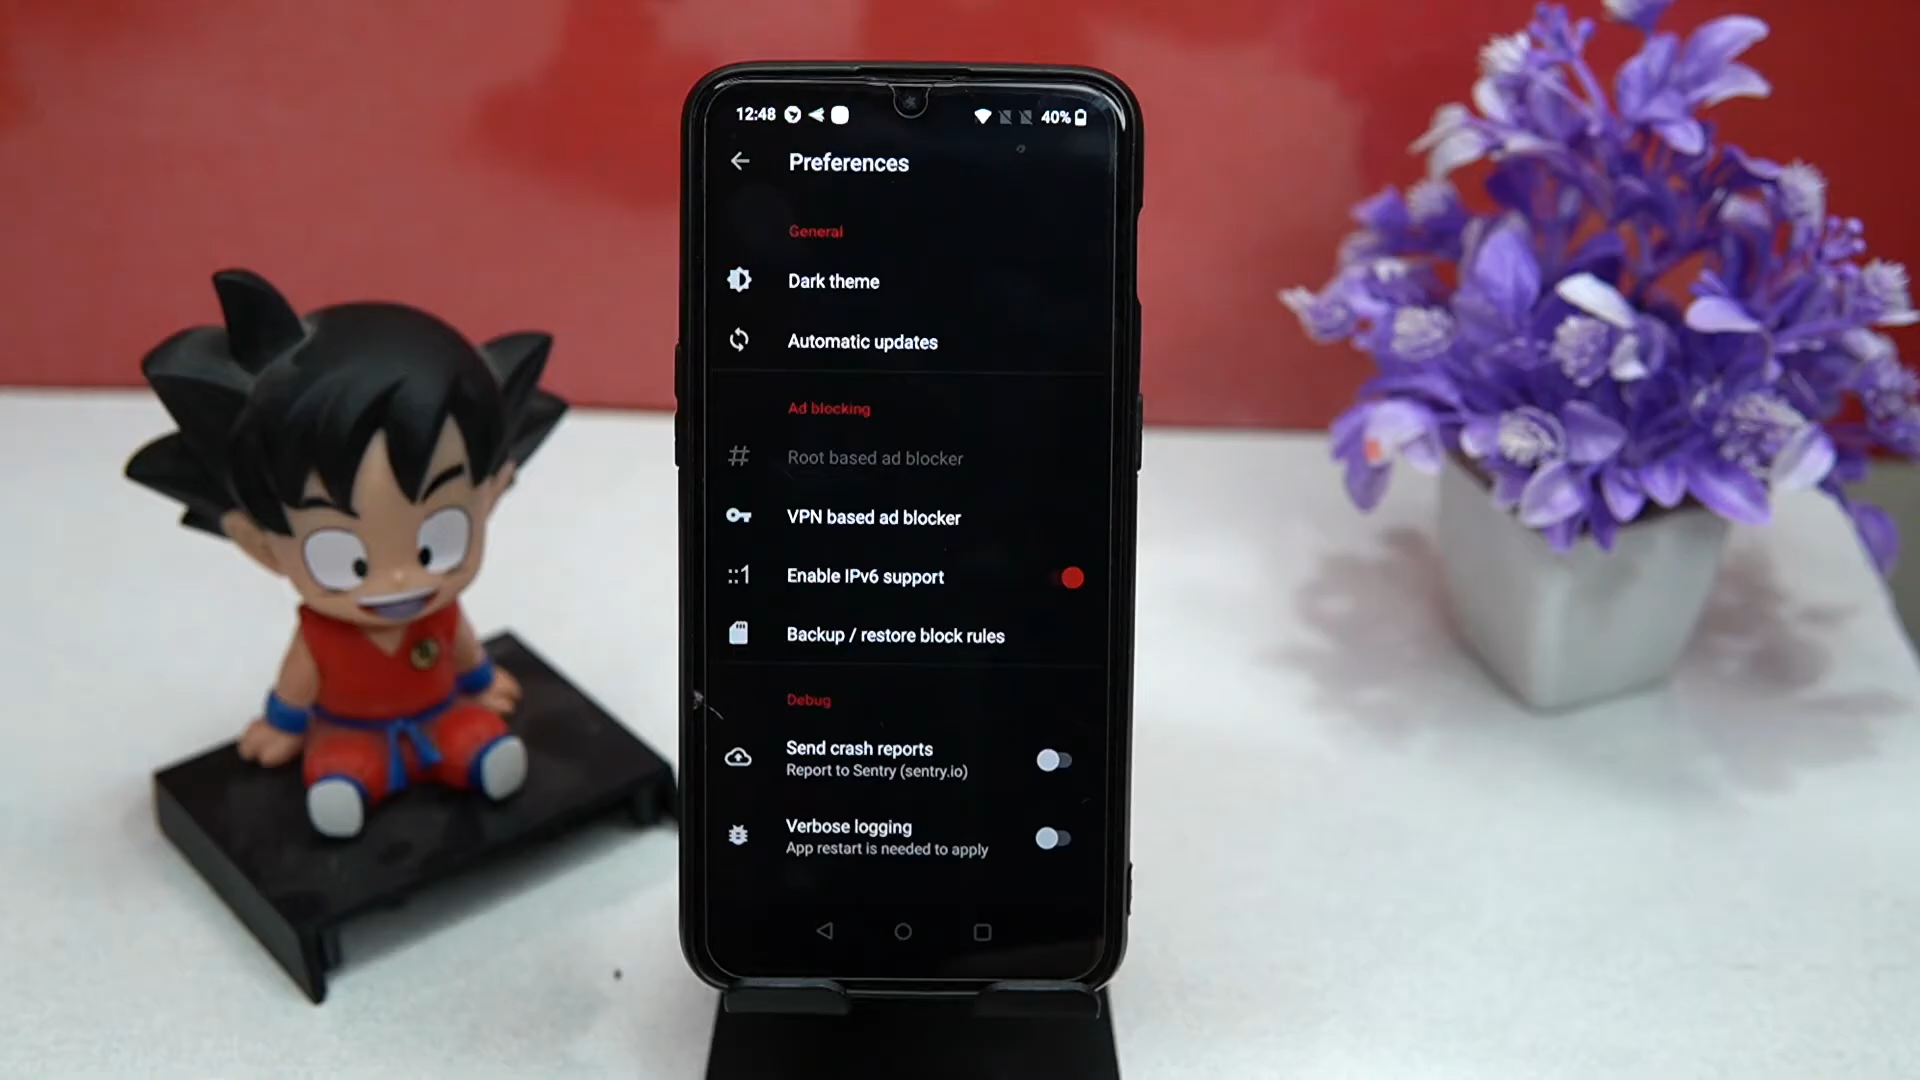 12:48
40%
Preferences
General
Dark theme
Automatic updates
Ad blocking
Root based ad blocker
VPN based ad blocker
::1
Enable IPv6 support
Backup / restore block rules
Debug
Send crash reports
Report to Sentry (sentry.io)
Verbose logging
App restart is needed to apply